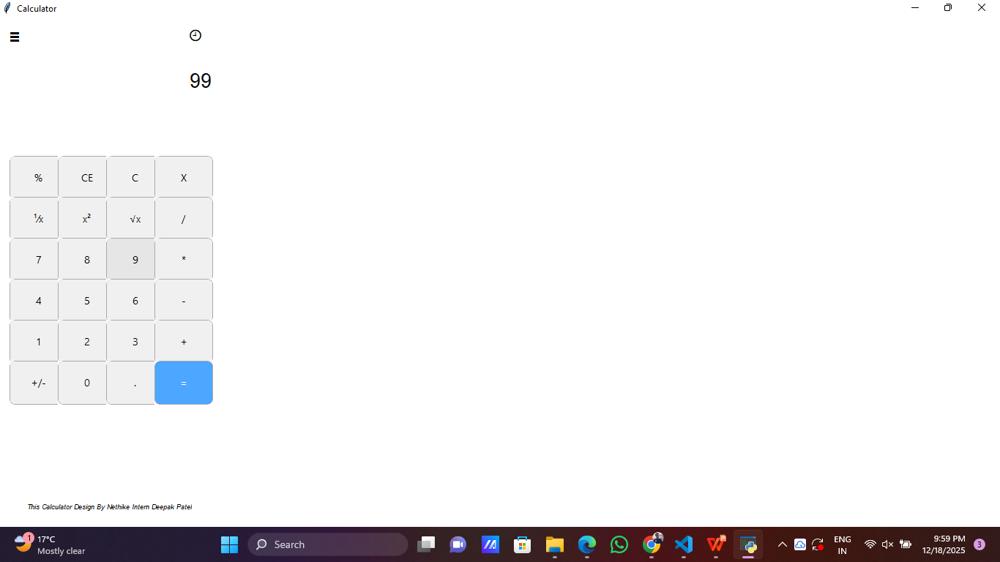 Calculator
99
% CE C X
⅟x x² √x /
7 8 9 *
4 5 6 -
1 2 3 +
+/- 0 . =
This Calculator Design By Nethike Intern Deepak Patel
1
17°C
Mostly clear
Search
ENG
IN
9:59 PM
12/18/2025
3